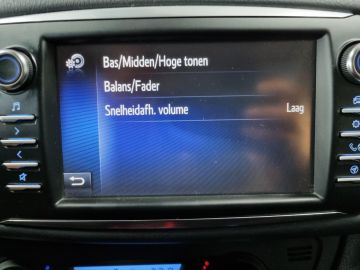 Bas/Midden/Hoge tonen
Balans/Fader
Snelheidafh. volume Laag